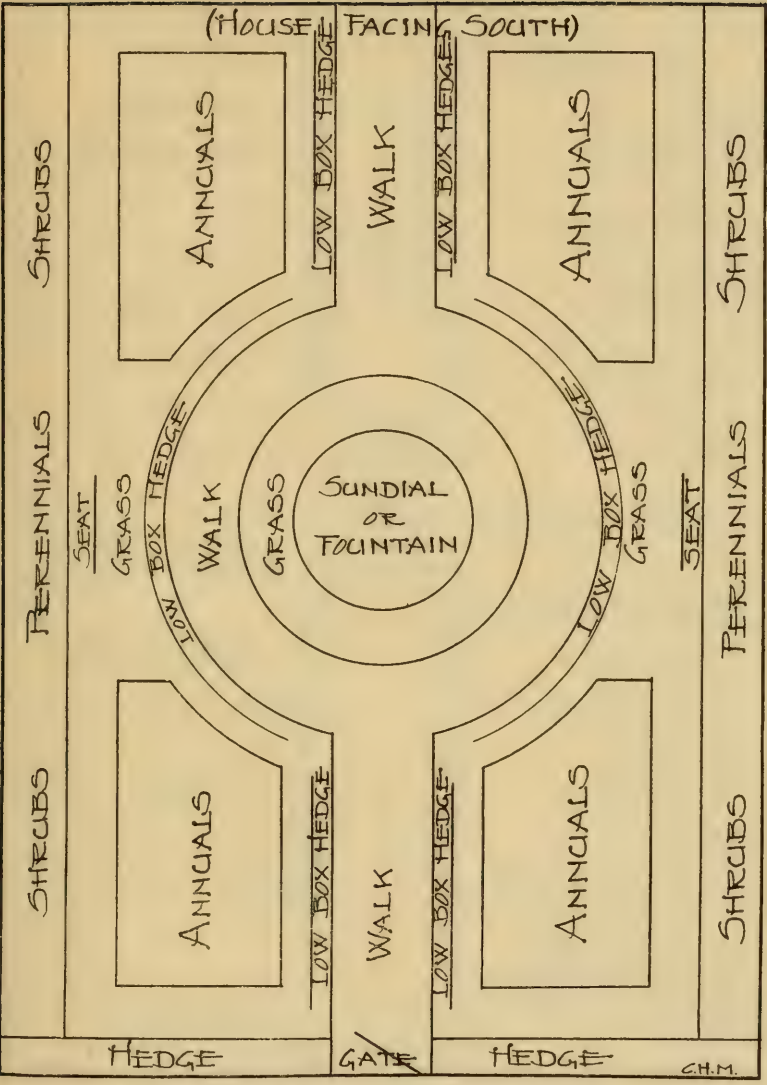 (HOUSE FACING SOUTH)
SHRUBS
ANNUALS
LOW BOX HEDGE
WALK
LOW BOX HEDGE
ANNUALS
SHRUBS
PERENNIALS
SEAT
GRASS
LOW BOX HEDGE
WALK
GRASS
SUNDIAL
OR
FOUNTAIN
LOW BOX HEDGE
GRASS
SEAT
PERENNIALS
SHRUBS
ANNUALS
LOW BOX HEDGE
WALK
LOW BOX HEDGE
ANNUALS
SHRUBS
HEDGE
GATE
HEDGE
C.H.M.